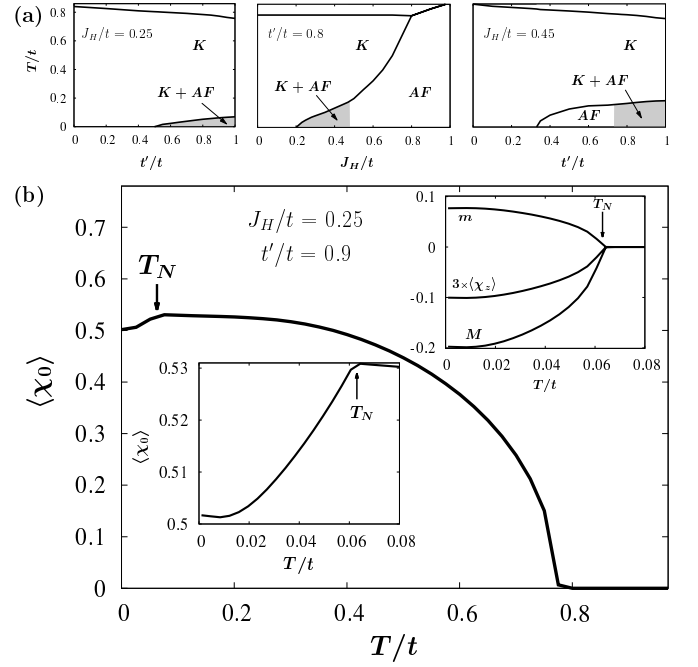 (a)
J_H/t = 0.25
K
K + AF
T/t
0.8
0.6
0.4
0.2
0
0 0.2 0.4 0.6 0.8 1
t′/t
t′/t = 0.8
K
K + AF
AF
0 0.2 0.4 0.6 0.8 1
J_H/t
J_H/t = 0.45
K
K + AF
AF
0 0.2 0.4 0.6 0.8 1
t′/t
(b)
J_H/t = 0.25
t′/t = 0.9
T_N
⟨χ₀⟩
0.7
0.6
0.5
0.4
0.3
0.2
0.1
0
0 0.2 0.4 0.6 0.8
T/t
0.1
0
-0.1
-0.2
m
T_N
3×⟨χ_z⟩
M
0 0.02 0.04 0.06 0.08
T/t
⟨χ₀⟩
0.53
0.52
0.51
0.5
T_N
0 0.02 0.04 0.06 0.08
T/t